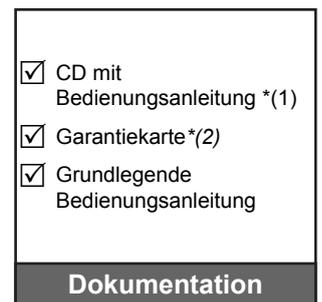 CD mit
Bedienungsanleitung *(1)
Garantiekarte*(2)
Grundlegende
Bedienungsanleitung
Dokumentation